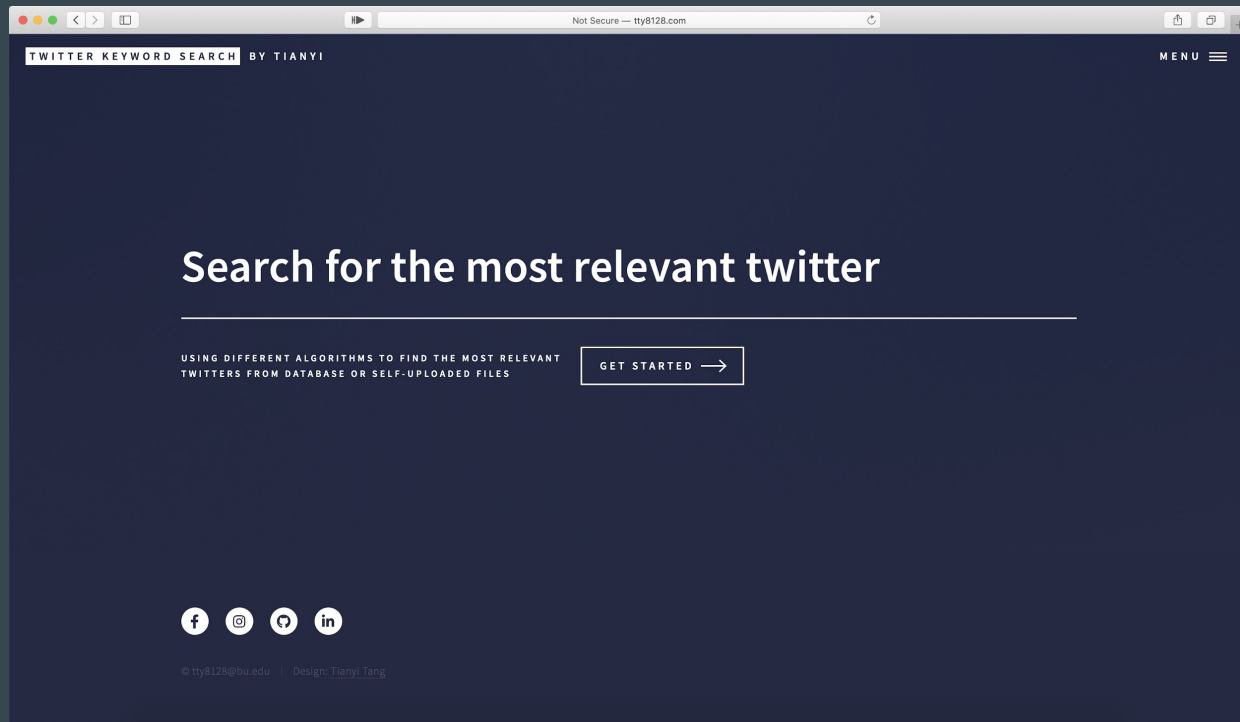 Not Secure — tty8128.com
TWITTER KEYWORD SEARCH BY TIANYI
MENU
Search for the most relevant twitter
USING DIFFERENT ALGORITHMS TO FIND THE MOST RELEVANT
TWITTERS FROM DATABASE OR SELF-UPLOADED FILES
GET STARTED
© tty8128@bu.edu | Design: Tianyi Tang